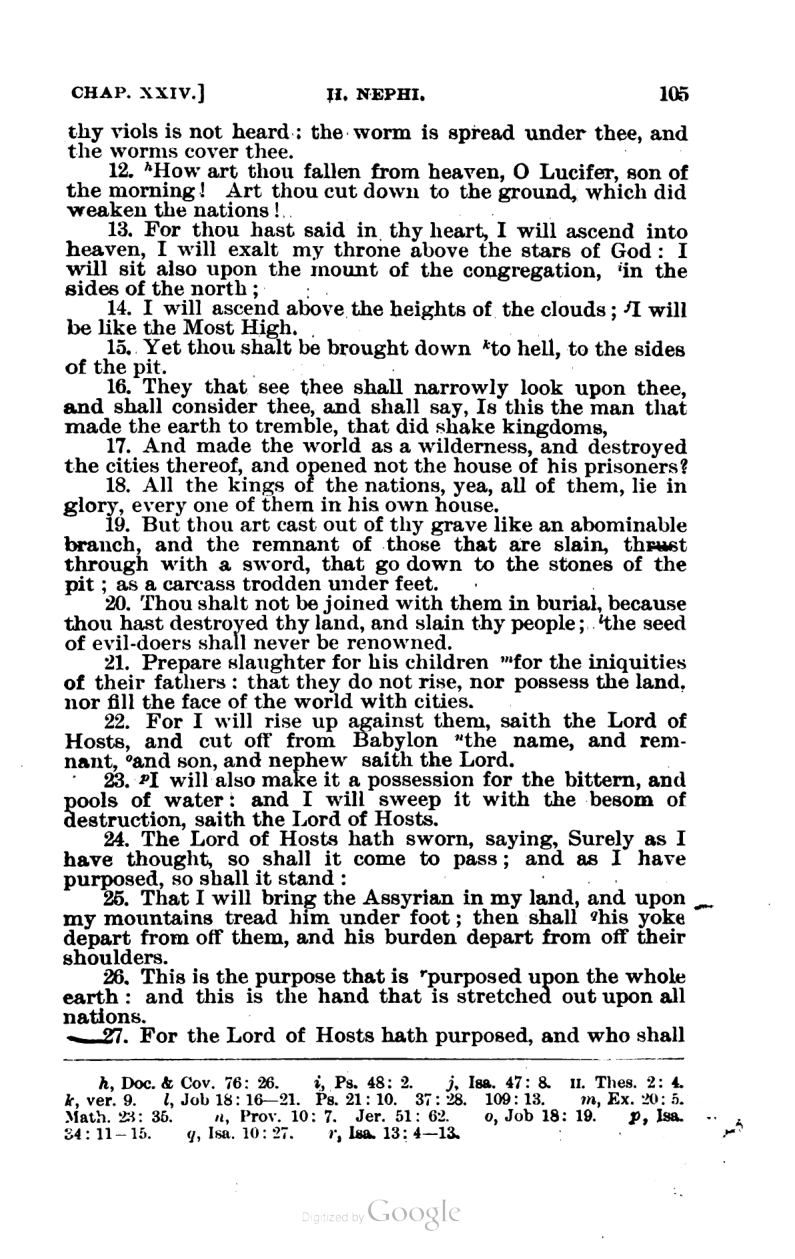 CHAP. XXIV.] II. NEPHI. 105
thy viols is not heard: the worm is spread under thee, and
the worms cover thee.
12. hHow art thou fallen from heaven, O Lucifer, son of
the morning! Art thou cut down to the ground, which did
weaken the nations!
13. For thou hast said in thy heart, I will ascend into
heaven, I will exalt my throne above the stars of God: I
will sit also upon the mount of the congregation, iin the
sides of the north;
14. I will ascend above the heights of the clouds; jI will
be like the Most High.
15. Yet thou shalt be brought down kto hell, to the sides
of the pit.
16. They that see thee shall narrowly look upon thee,
and shall consider thee, and shall say, Is this the man that
made the earth to tremble, that did shake kingdoms,
17. And made the world as a wilderness, and destroyed
the cities thereof, and opened not the house of his prisoners?
18. All the kings of the nations, yea, all of them, lie in
glory, every one of them in his own house.
19. But thou art cast out of thy grave like an abominable
branch, and the remnant of those that are slain, thrust
through with a sword, that go down to the stones of the
pit; as a carcass trodden under feet.
20. Thou shalt not be joined with them in burial, because
thou hast destroyed thy land, and slain thy people; lthe seed
of evil-doers shall never be renowned.
21. Prepare slaughter for his children mfor the iniquities
of their fathers: that they do not rise, nor possess the land,
nor fill the face of the world with cities.
22. For I will rise up against them, saith the Lord of
Hosts, and cut off from Babylon nthe name, and rem-
nant, oand son, and nephew saith the Lord.
23. pI will also make it a possession for the bittern, and
pools of water: and I will sweep it with the besom of
destruction, saith the Lord of Hosts.
24. The Lord of Hosts hath sworn, saying, Surely as I
have thought, so shall it come to pass; and as I have
purposed, so shall it stand:
25. That I will bring the Assyrian in my land, and upon
my mountains tread him under foot; then shall qhis yoke
depart from off them, and his burden depart from off their
shoulders.
26. This is the purpose that is rpurposed upon the whole
earth: and this is the hand that is stretched out upon all
nations.
27. For the Lord of Hosts hath purposed, and who shall
h, Doc. & Cov. 76: 26. i, Ps. 48: 2. j, Isa. 47: 8. II. Thes. 2: 4.
k, ver. 9. l, Job 18: 16—21. Ps. 21: 10. 37: 28. 109: 13. m, Ex. 20: 5.
Math. 23: 35. n, Prov. 10: 7. Jer. 51: 62. o, Job 18: 19. p, Isa.
34: 11–15. q, Isa. 10: 27. r, Isa. 13: 4—13.
Digitized by Google